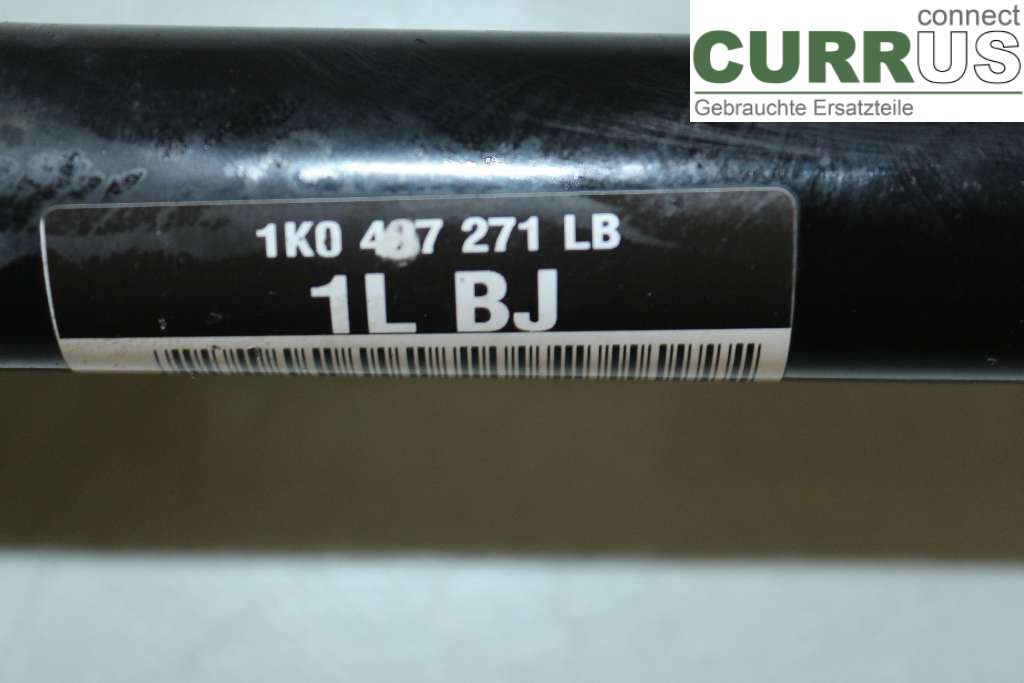 connect
CURRUS
Gebrauchte Ersatzteile
1K0 271 LB
1L BJ